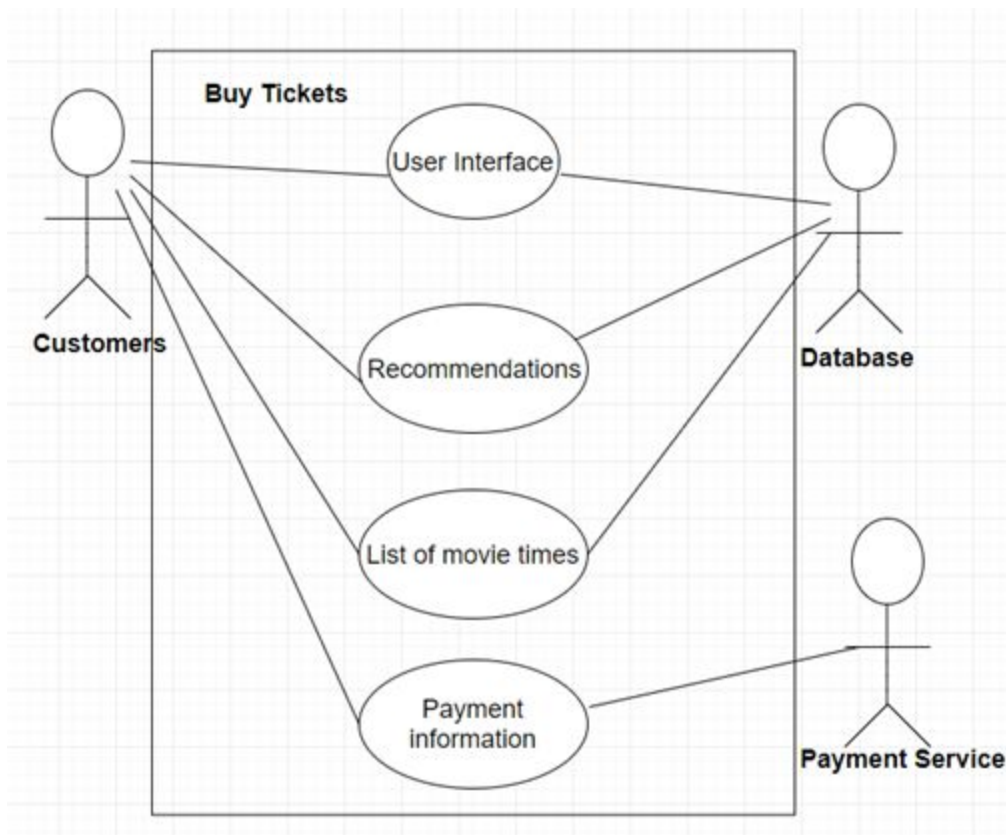 Buy Tickets
User Interface
Customers
Recommendations
Database
List of movie times
Payment
information
Payment Service